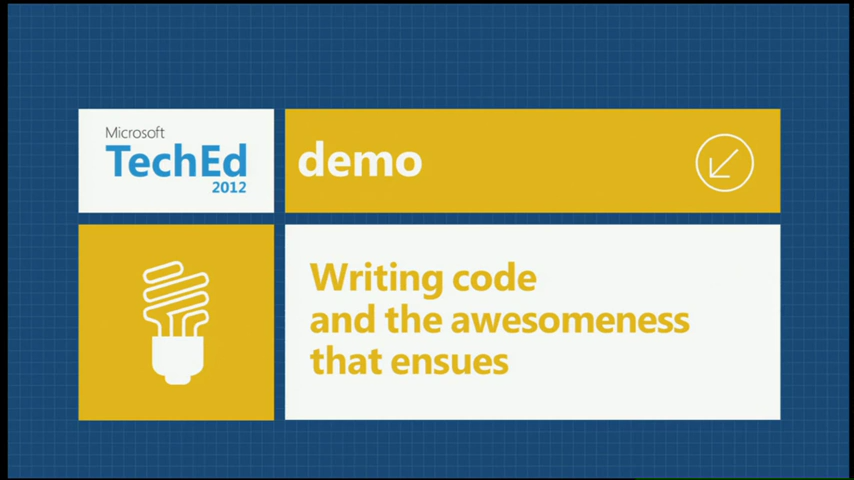 Microsoft
TechEd
2012
demo
Writing code
and the awesomeness
that ensues